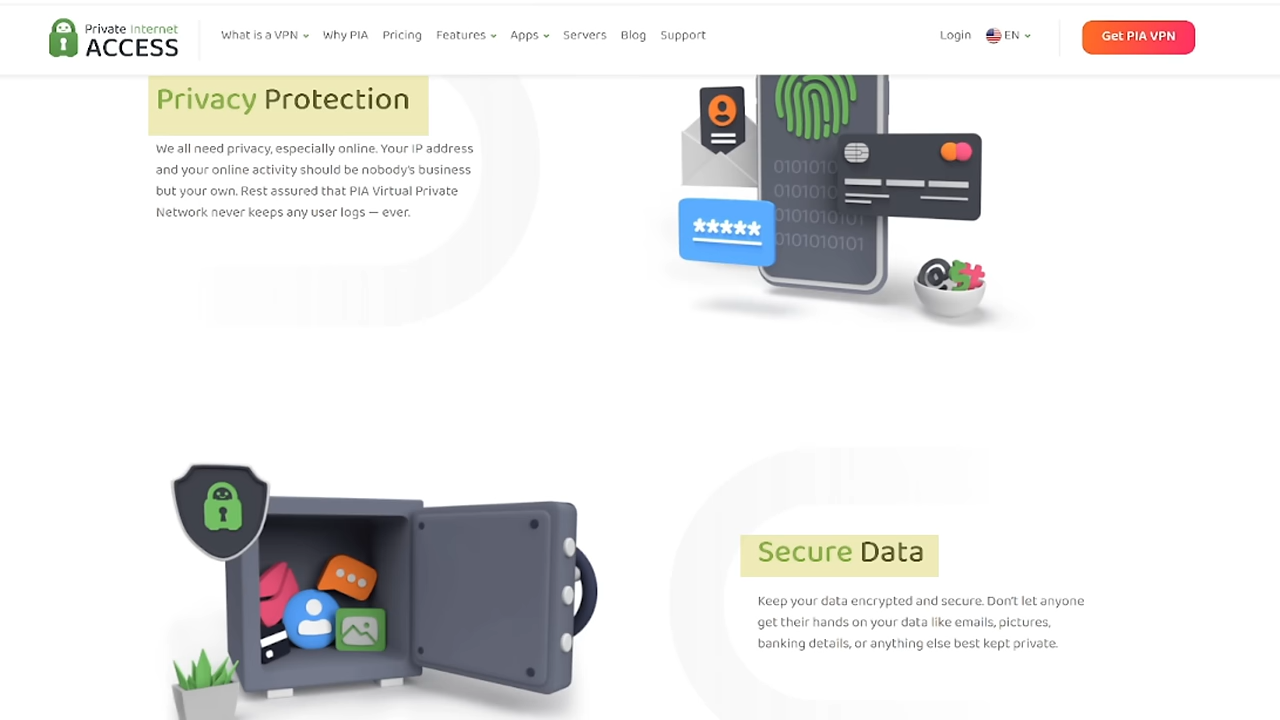 Private Internet
ACCESS
What is a VPN Why PIA Pricing Features Apps Servers Blog Support Login EN Get PIA VPN
Privacy Protection
We all need privacy, especially online. Your IP address
and your online activity should be nobody's business
but your own. Rest assured that PIA Virtual Private
Network never keeps any user logs — ever.
010101
010101
0101010101
0101010101
*****
@$#
Secure Data
Keep your data encrypted and secure. Don't let anyone
get their hands on your data like emails, pictures,
banking details, or anything else best kept private.